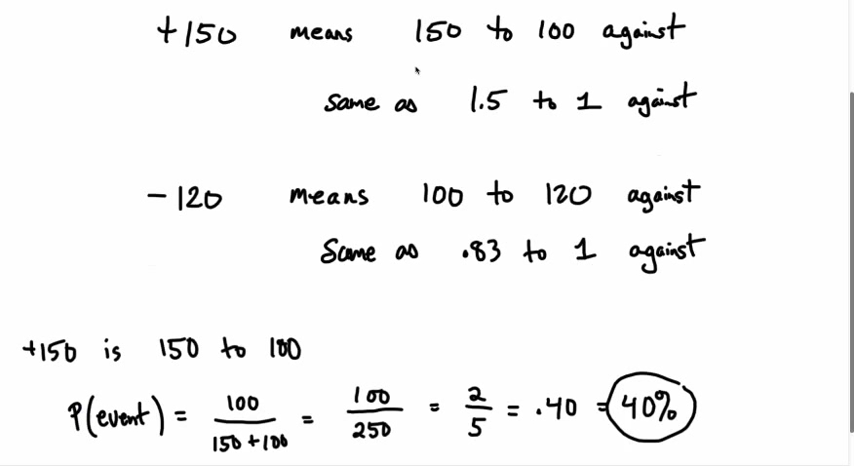 +150 means 150 to 100 against
same as 1.5 to 1 against
-120 means 100 to 120 against
Same as .83 to 1 against
+150 is 150 to 100
P(event) = 100/(150+100) = 100/250 = 2/5 = .40 = 40%